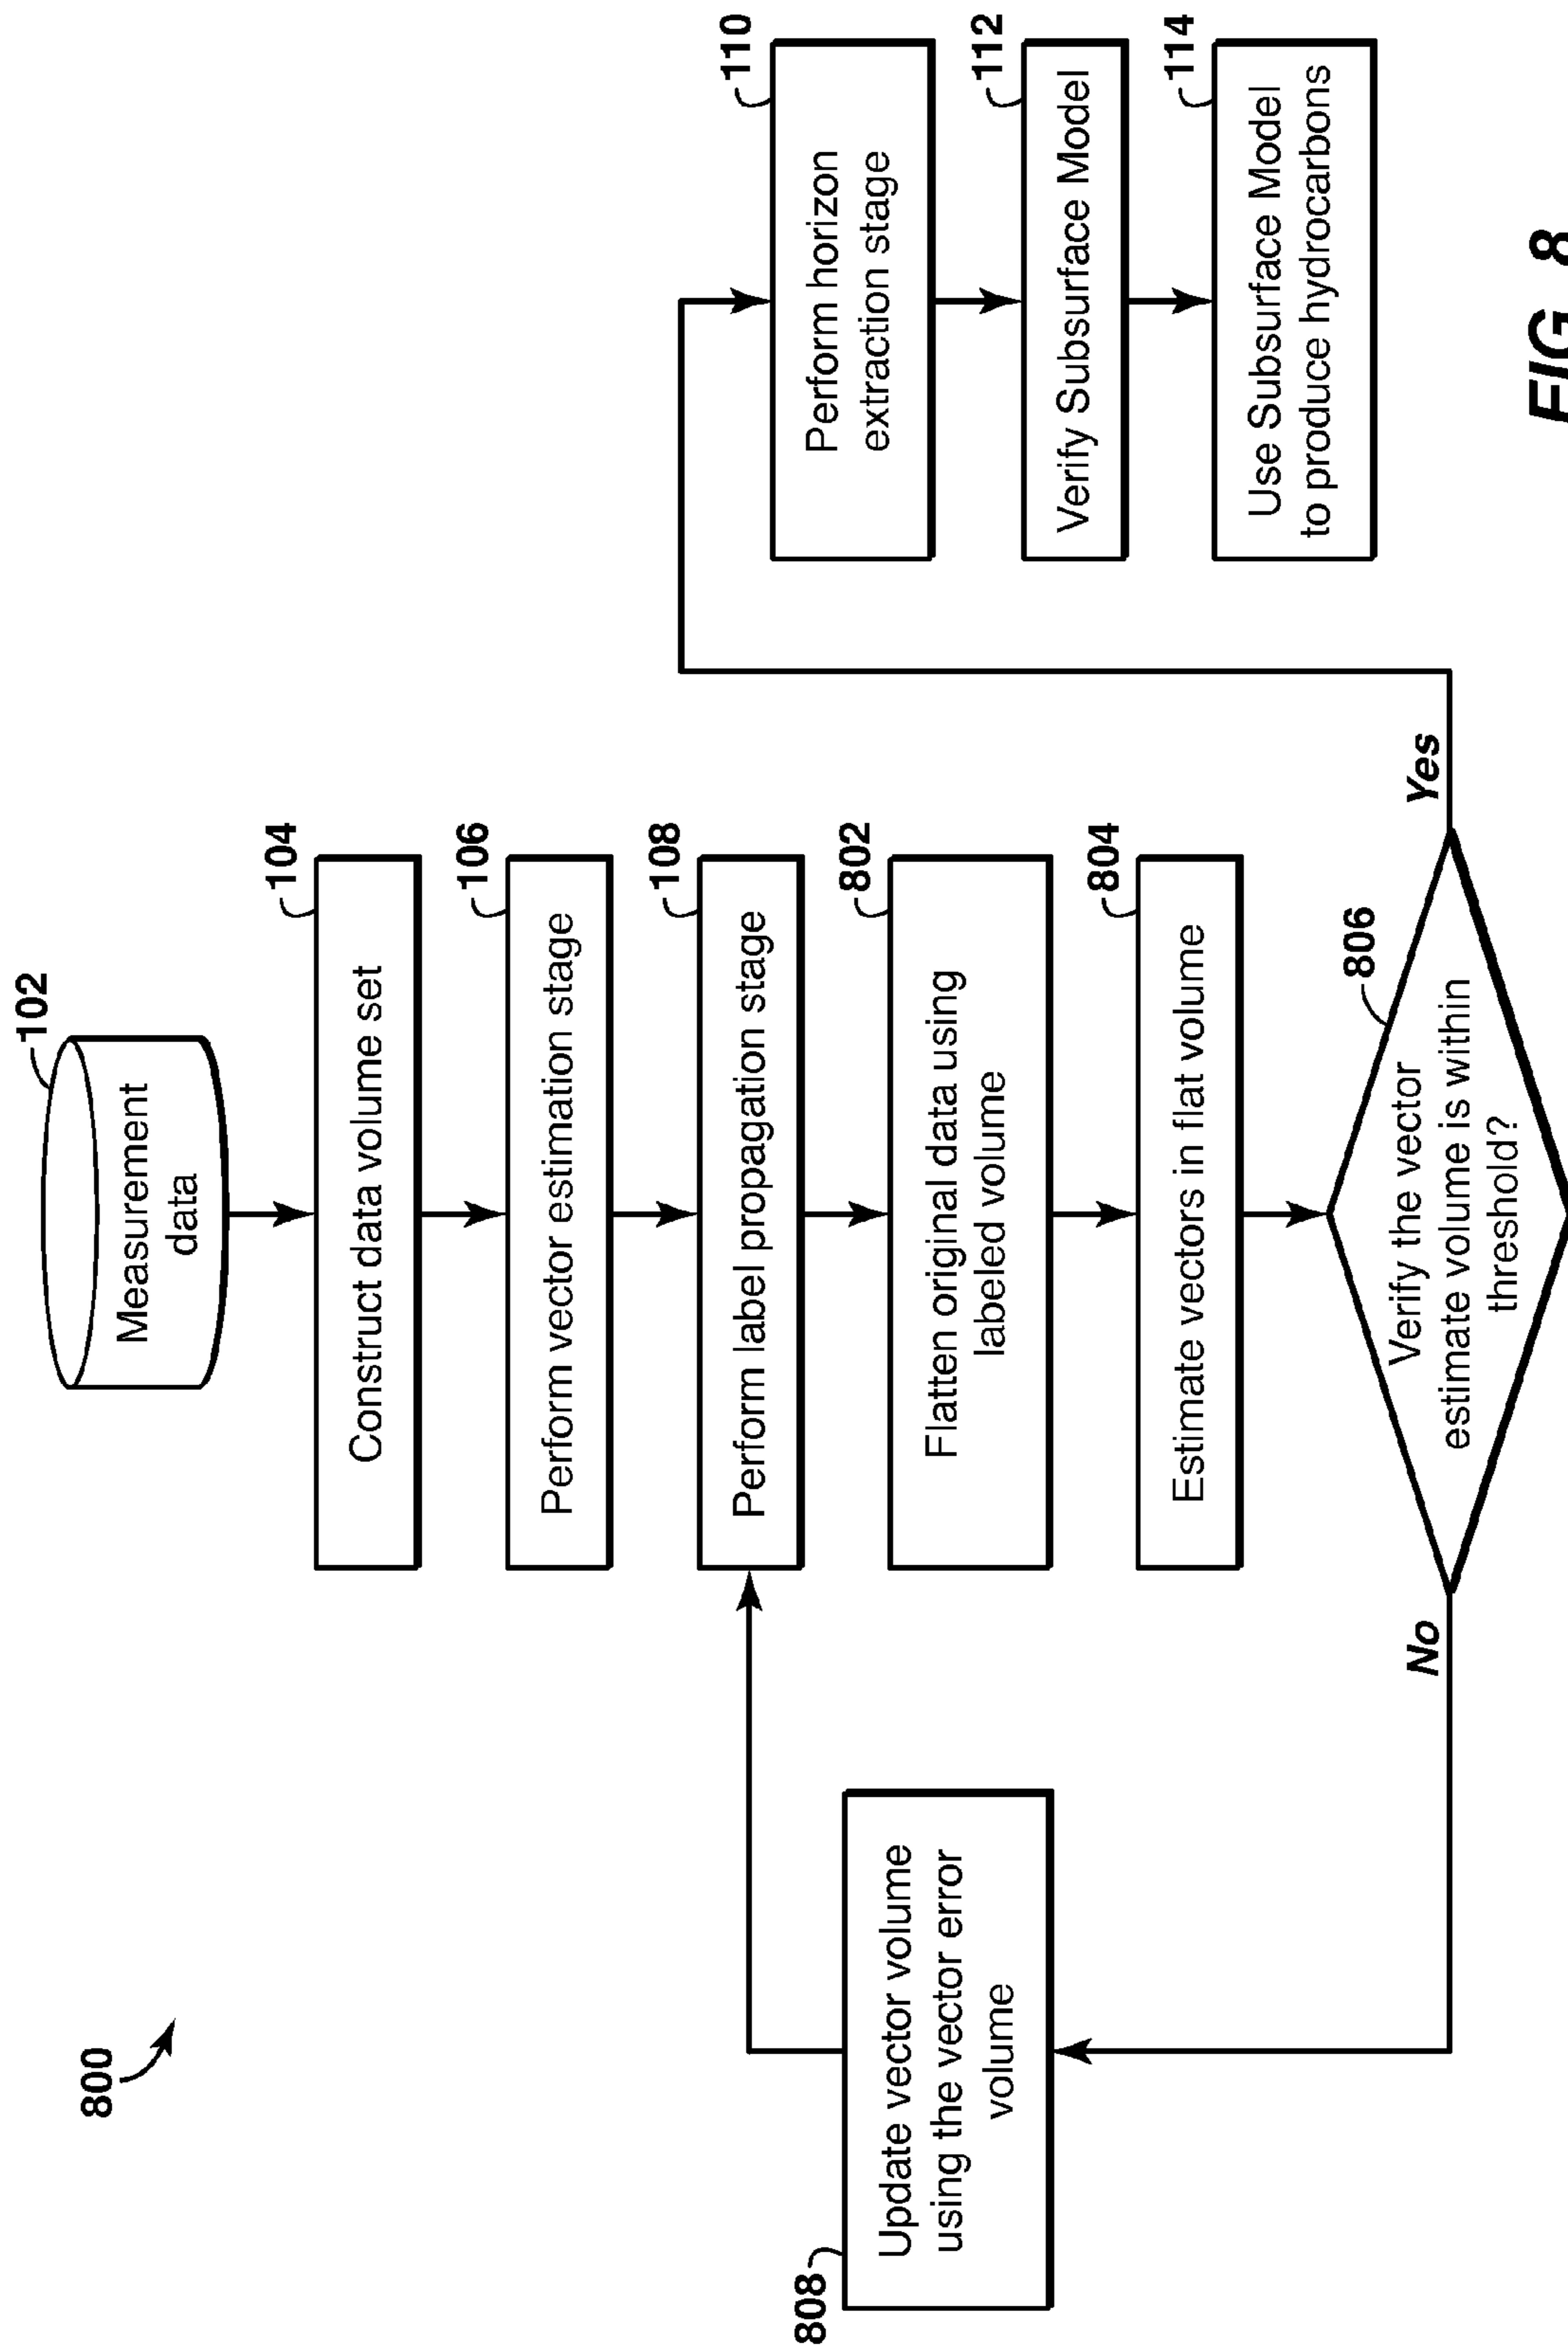 800
102
Measurement
data
104
Construct data volume set
106
Perform vector estimation stage
108
Perform label propagation stage
802
Flatten original data using
labeled volume
804
Estimate vectors in flat volume
806
Verify the vector
estimate volume is within
threshold?
No
Yes
808
Update vector volume
using the vector error
volume
110
Perform horizon
extraction stage
112
Verify Subsurface Model
114
Use Subsurface Model
to produce hydrocarbons
FIG. 8